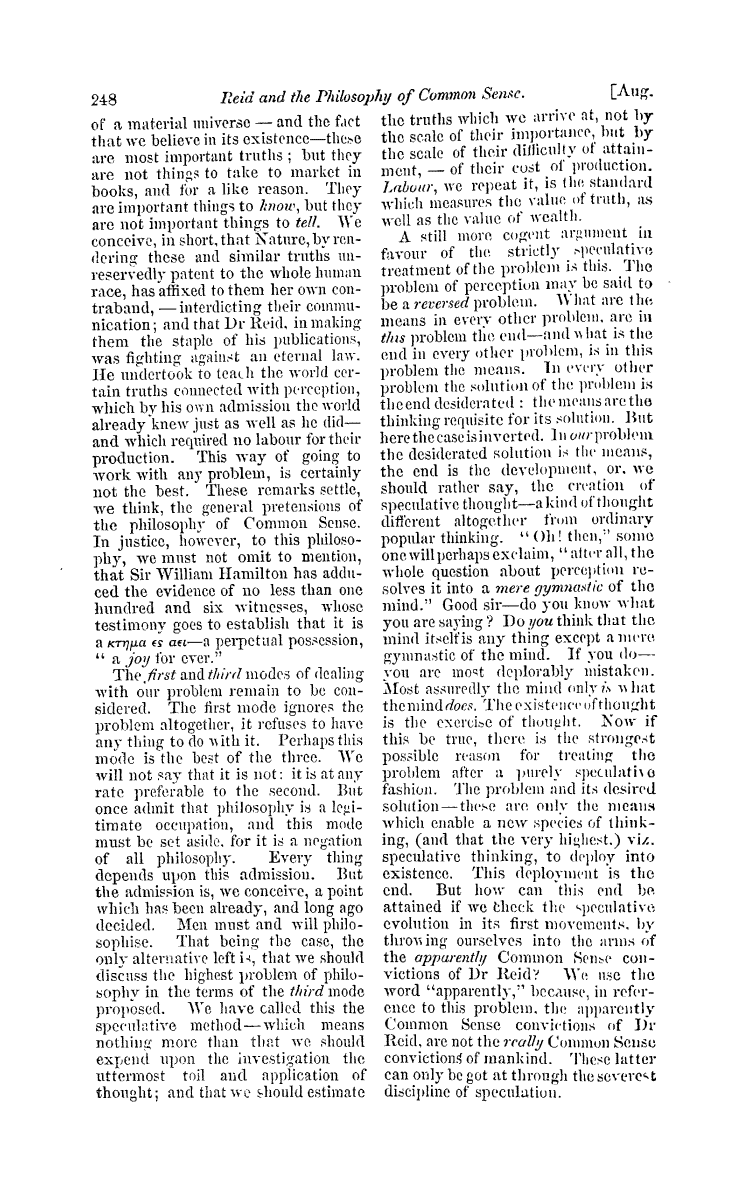 248 Reid and the Philosophy of Common Sense. [Aug.
of a material universe — and the fact
that we believe in its existence—these
are most important truths ; but they
are not things to take to market in
books, and for a like reason. They
are important things to know, but they
are not important things to tell. We
conceive, in short, that Nature, by ren-
dering these and similar truths un-
reservedly patent to the whole human
race, has affixed to them her own con-
traband, — interdicting their commu-
nication ; and that Dr Reid, in making
them the staple of his publications,
was fighting against an eternal law.
He undertook to teach the world cer-
tain truths connected with perception,
which by his own admission the world
already knew just as well as he did—
and which required no labour for their
production. This way of going to
work with any problem, is certainly
not the best. These remarks settle,
we think, the general pretensions of
the philosophy of Common Sense.
In justice, however, to this philoso-
phy, we must not omit to mention,
that Sir William Hamilton has addu-
ced the evidence of no less than one
hundred and six witnesses, whose
testimony goes to establish that it is
a κτημα ες αει—a perpetual possession,
“ a joy for ever.”
The first and third modes of dealing
with our problem remain to be con-
sidered. The first mode ignores the
problem altogether, it refuses to have
any thing to do with it. Perhaps this
mode is the best of the three. We
will not say that it is not: it is at any
rate preferable to the second. But
once admit that philosophy is a legi-
timate occupation, and this mode
must be set aside, for it is a negation
of all philosophy. Every thing
depends upon this admission. But
the admission is, we conceive, a point
which has been already, and long ago
decided. Men must and will philo-
sophise. That being the case, the
only alternative left is, that we should
discuss the highest problem of philo-
sophy in the terms of the third mode
proposed. We have called this the
speculative method—which means
nothing more than that we should
expend upon the investigation the
uttermost toil and application of
thought; and that we should estimate
the truths which we arrive at, not by
the scale of their importance, but by
the scale of their difficulty of attain-
ment, — of their cost of production.
Labour, we repeat it, is the standard
which measures the value of truth, as
well as the value of wealth.
A still more cogent argument in
favour of the strictly speculative
treatment of the problem is this. The
problem of perception may be said to
be a reversed problem. What are the
means in every other problem, are in
this problem the end—and what is the
end in every other problem, is in this
problem the means. In every other
problem the solution of the problem is
the end desiderated : the means are the
thinking requisite for its solution. But
here the case is inverted. In our problem
the desiderated solution is the means,
the end is the development, or, we
should rather say, the creation of
speculative thought—a kind of thought
different altogether from ordinary
popular thinking. “ Oh! then,” some
one will perhaps exclaim, “ after all, the
whole question about perception re-
solves it into a mere gymnastic of the
mind.” Good sir—do you know what
you are saying ? Do you think that the
mind itself is any thing except a mere
gymnastic of the mind. If you do—
you are most deplorably mistaken.
Most assuredly the mind only is what
the mind does. The existence of thought
is the exercise of thought. Now if
this be true, there is the strongest
possible reason for treating the
problem after a purely speculative
fashion. The problem and its desired
solution—these are only the means
which enable a new species of think-
ing, (and that the very highest.) viz.
speculative thinking, to deploy into
existence. This deployment is the
end. But how can this end be
attained if we check the speculative
evolution in its first movements, by
throwing ourselves into the arms of
the apparently Common Sense con-
victions of Dr Reid? We use the
word “apparently,” because, in refer-
ence to this problem, the apparently
Common Sense convictions of Dr
Reid, are not the really Common Sense
convictions of mankind. These latter
can only be got at through the severest
discipline of speculation.